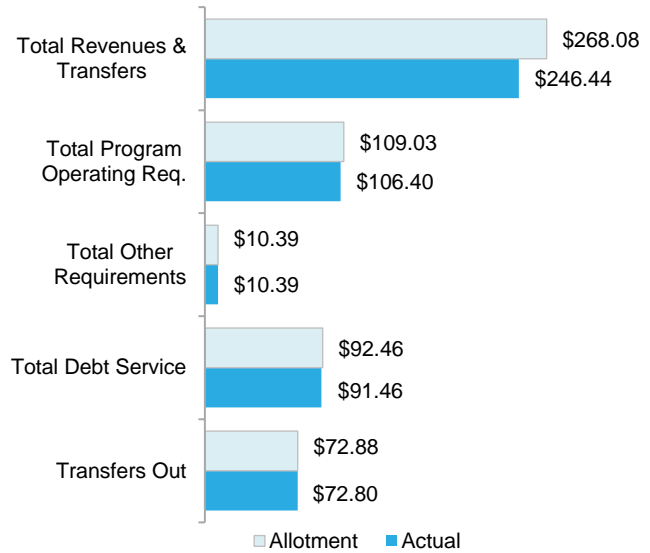 Total Revenues &
Transfers
$268.08
$246.44
Total Program
Operating Req.
$109.03
$106.40
Total Other
Requirements
$10.39
$10.39
Total Debt Service
$92.46
$91.46
Transfers Out
$72.88
$72.80
Allotment Actual